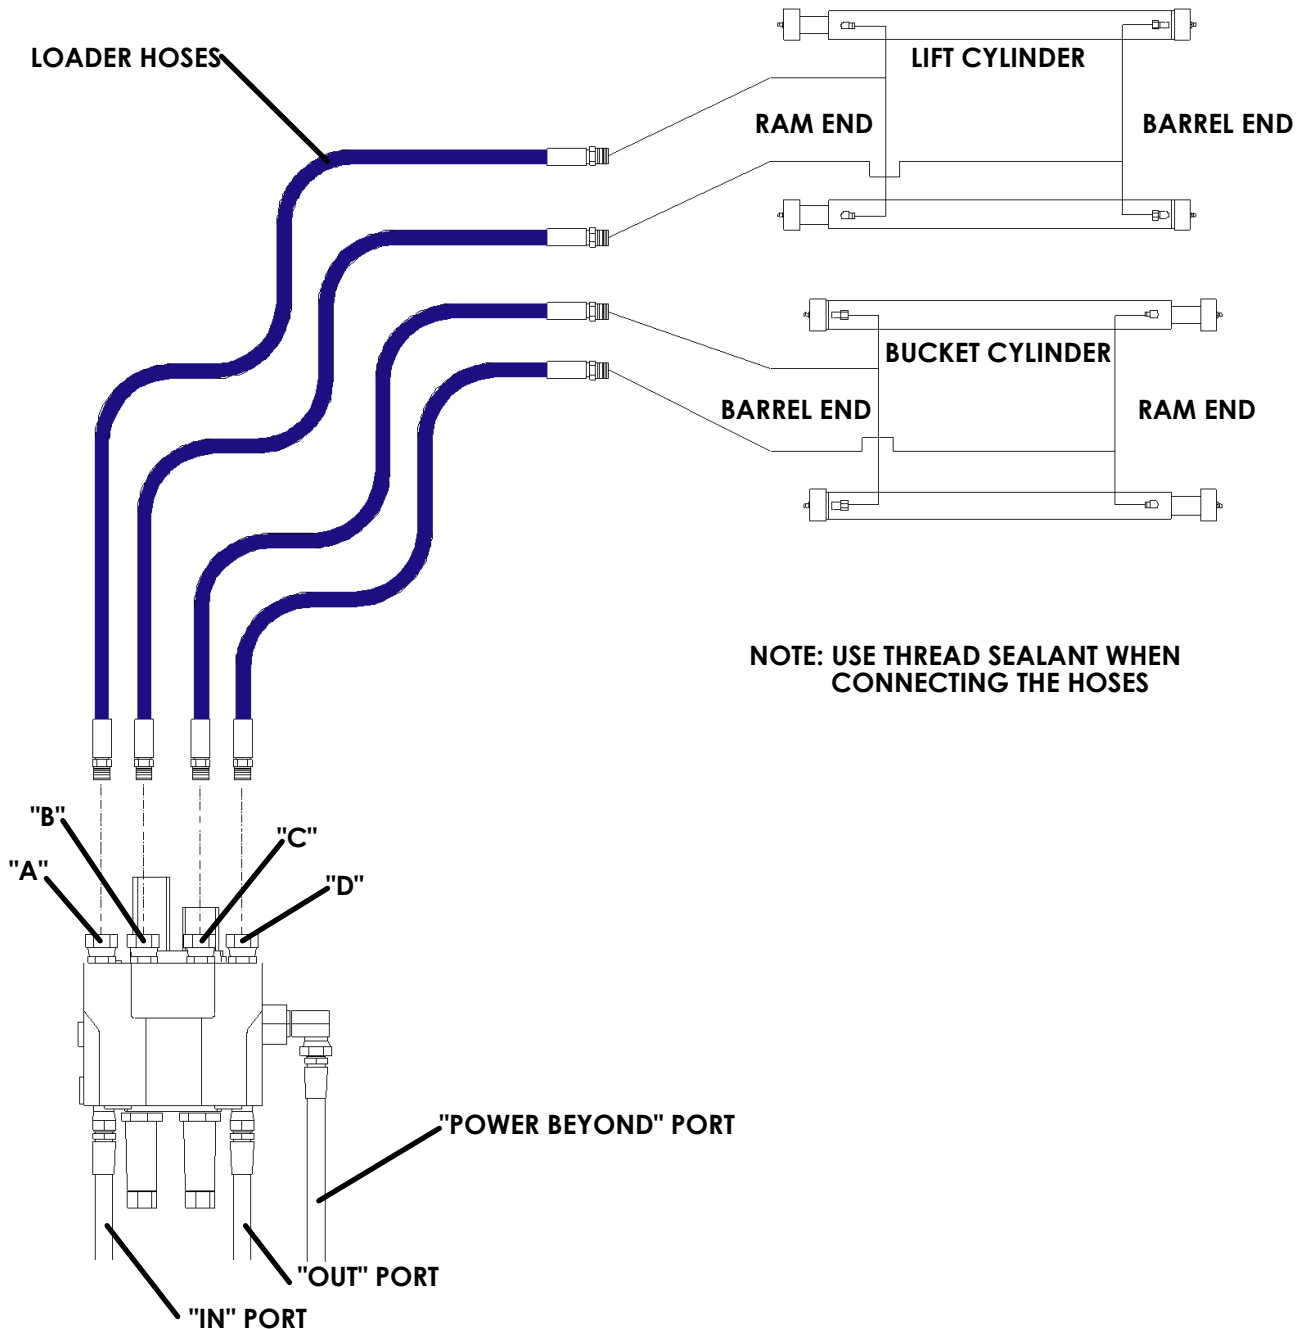 LOADER HOSES
LIFT CYLINDER
RAM END
BARREL END
BUCKET CYLINDER
BARREL END
RAM END
NOTE: USE THREAD SEALANT WHEN
CONNECTING THE HOSES
"B"
"C"
"A"
"D"
"POWER BEYOND" PORT
"OUT" PORT
"IN" PORT